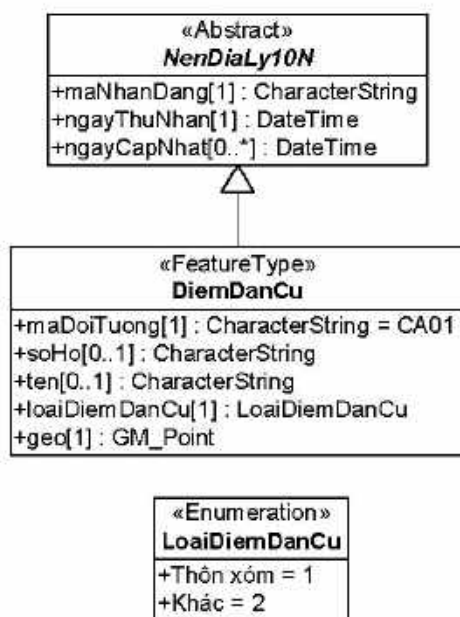 «Abstract»
NenDiaLy10N
+maNhanDang[1] : CharacterString
+ngayThuNhan[1] : DateTime
+ngayCapNhat[0..*] : DateTime
«FeatureType»
DiemDanCu
+maDoiTuong[1] : CharacterString = CA01
+soHo[0..1] : CharacterString
+ten[0..1] : CharacterString
+loaiDiemDanCu[1] : LoaiDiemDanCu
+geo[1] : GM_Point
«Enumeration»
LoaiDiemDanCu
+Thôn xóm = 1
+Khác = 2